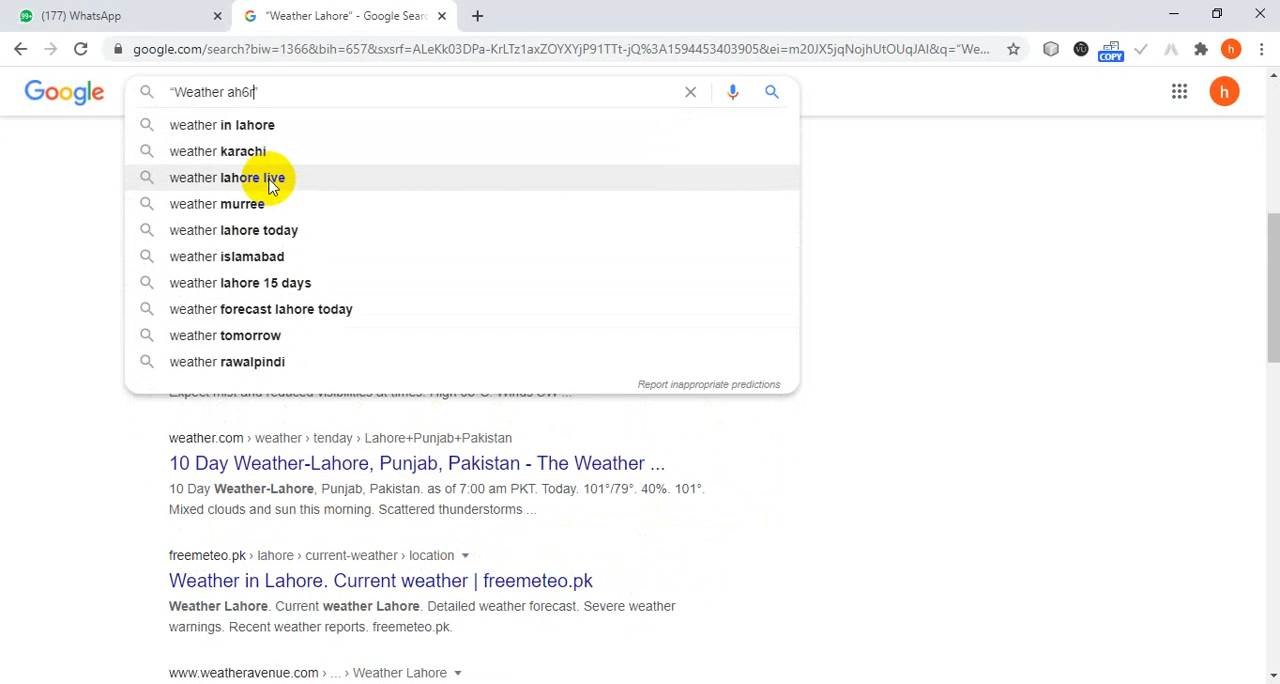 99+ (177) WhatsApp
"Weather Lahore" - Google Sear
google.com/search?biw=1366&bih=657&sxsrf=ALeKk03DPa-KrLTz1axZOYXYjP91TTt-jQ%3A1594453403905&ei=m20JX5jqNojhUtOUqJAI&q="We...
COPY
h
Google
"Weather ah6r"
h
weather in lahore
weather karachi
weather lahore live
weather murree
weather lahore today
weather islamabad
weather lahore 15 days
weather forecast lahore today
weather tomorrow
weather rawalpindi
Report inappropriate predictions
weather.com › weather › tenday › Lahore+Punjab+Pakistan
10 Day Weather-Lahore, Punjab, Pakistan - The Weather ...
10 Day Weather-Lahore, Punjab, Pakistan. as of 7:00 am PKT. Today. 101°/79°. 40%. 101°.
Mixed clouds and sun this morning. Scattered thunderstorms ...
freemeteo.pk › lahore › current-weather › location
Weather in Lahore. Current weather | freemeteo.pk
Weather Lahore. Current weather Lahore. Detailed weather forecast. Severe weather
warnings. Recent weather reports. freemeteo.pk.
www.weatheravenue.com › ... › Weather Lahore